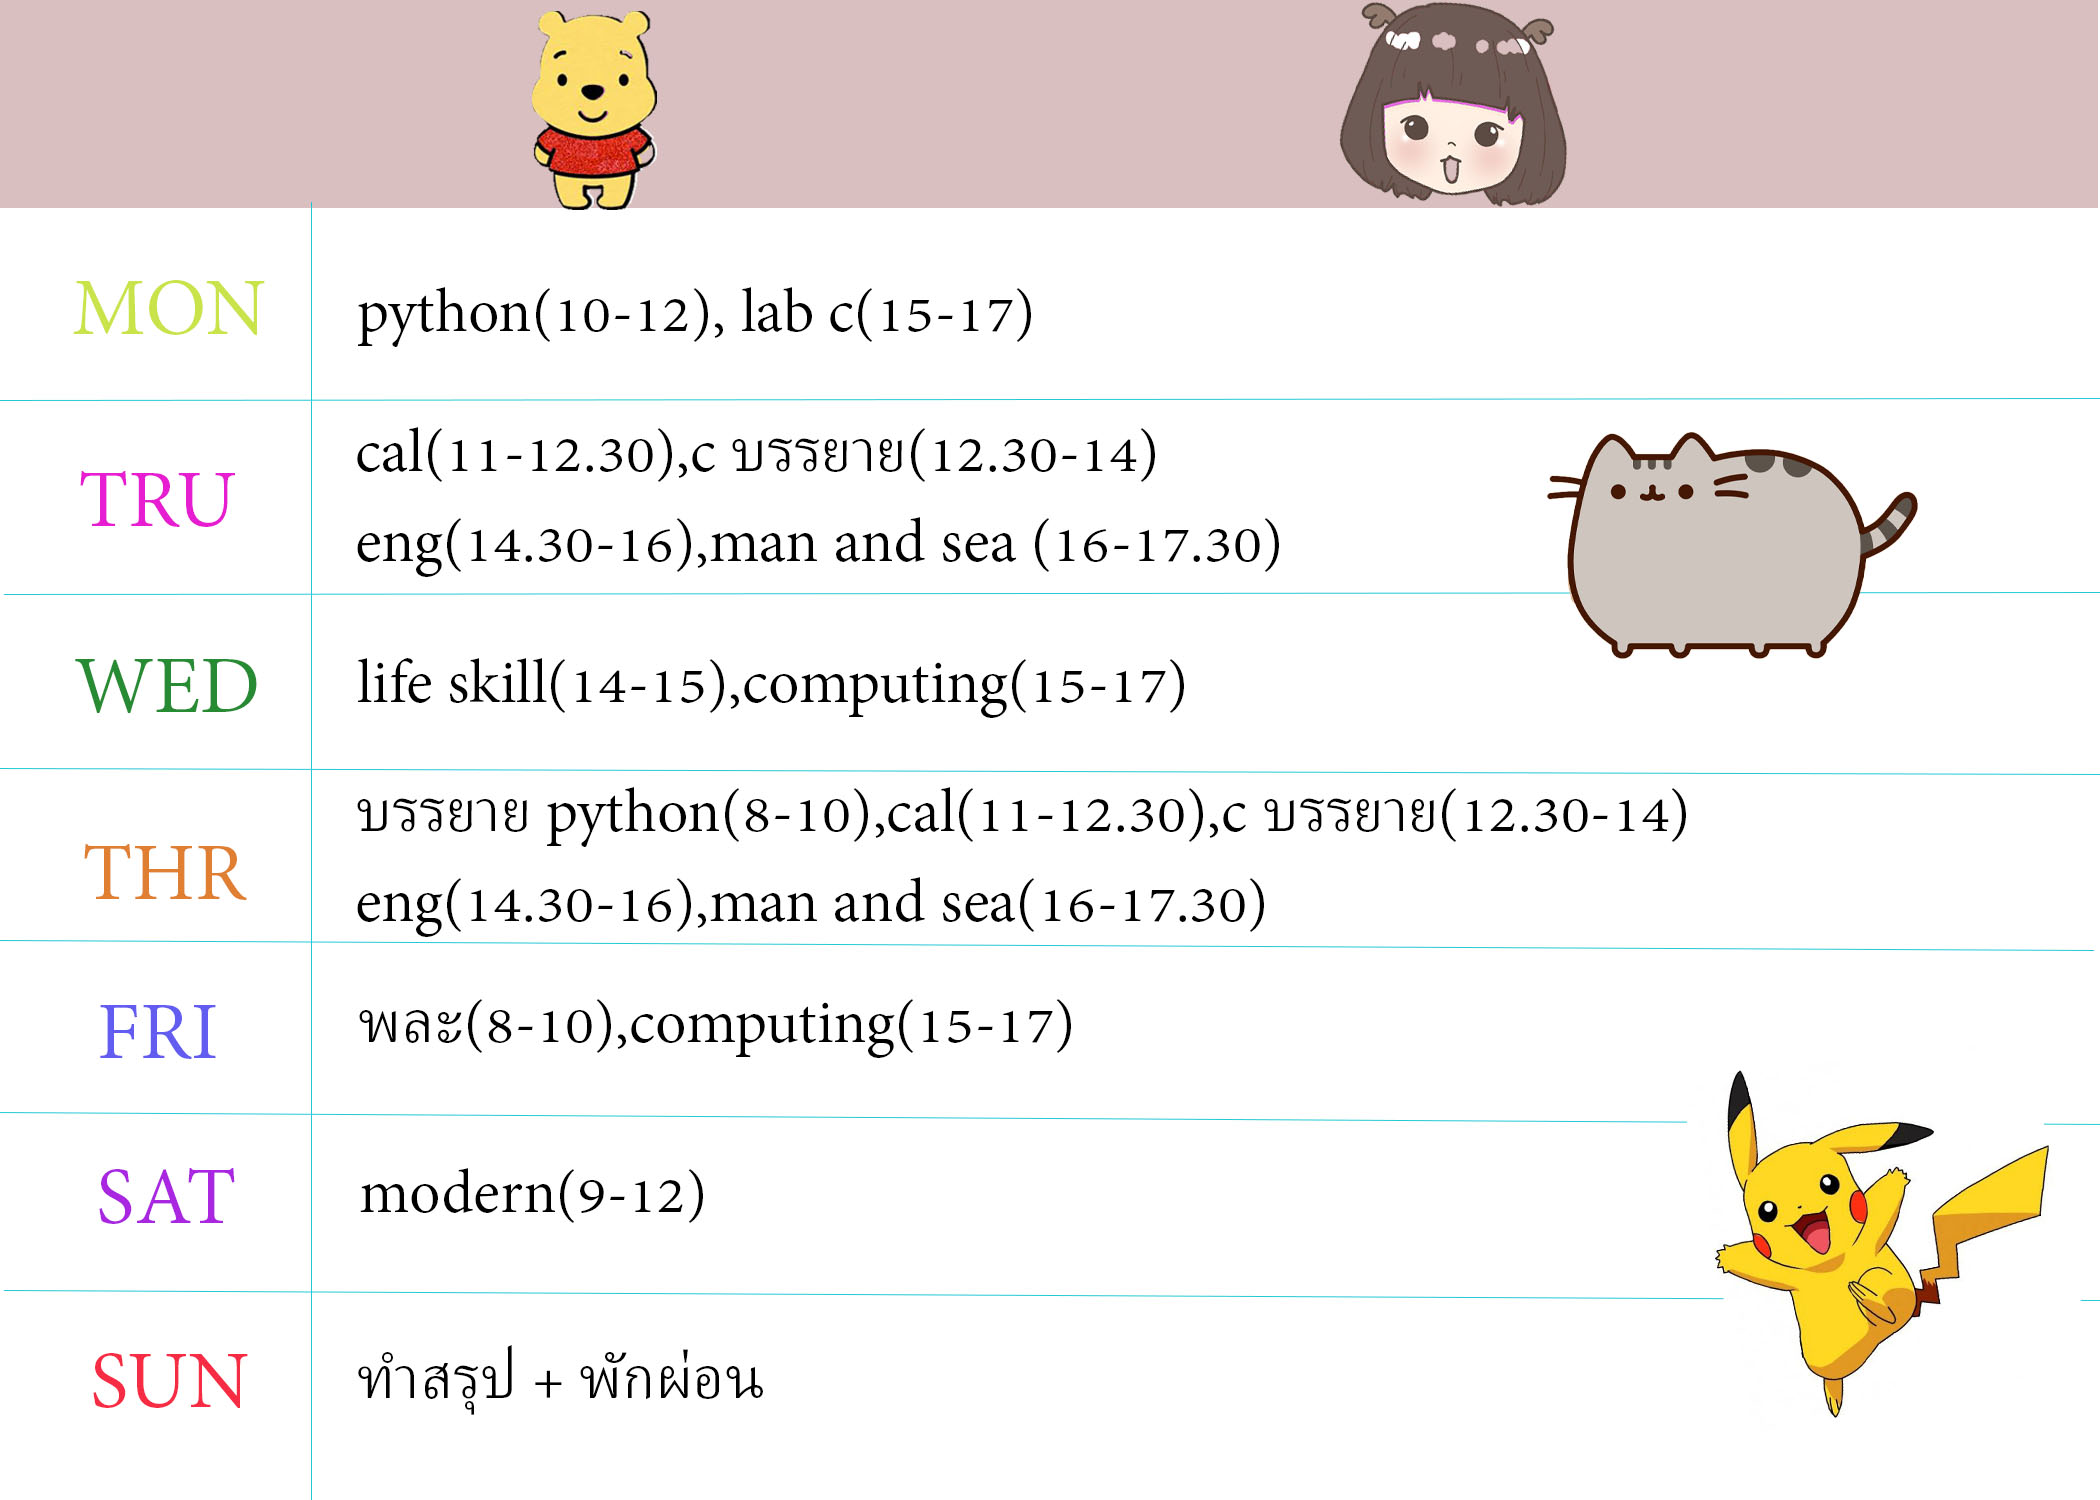 MON
python(10-12), lab c(15-17)
TRU
cal(11-12.30),c บรรยาย(12.30-14)
eng(14.30-16),man and sea (16-17.30)
WED
life skill(14-15),computing(15-17)
THR
บรรยาย python(8-10),cal(11-12.30),c บรรยาย(12.30-14)
eng(14.30-16),man and sea(16-17.30)
FRI
พละ(8-10),computing(15-17)
SAT
modern(9-12)
SUN
ทำสรุป + พักผ่อน